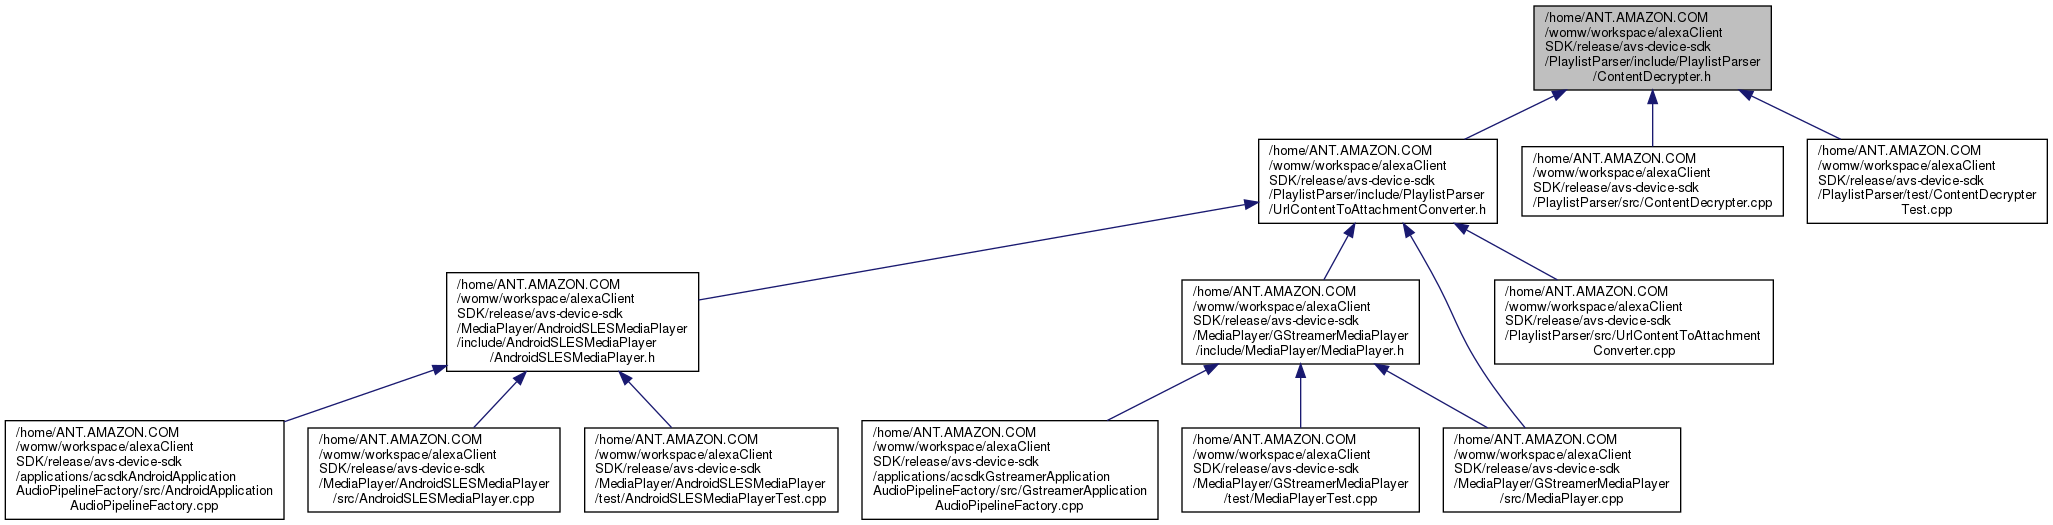 /home/ANT.AMAZON.COM
/womw/workspace/alexaClient
SDK/release/avs-device-sdk
/PlaylistParser/include/PlaylistParser
/ContentDecrypter.h
/home/ANT.AMAZON.COM
/womw/workspace/alexaClient
SDK/release/avs-device-sdk
/PlaylistParser/include/PlaylistParser
/UrlContentToAttachmentConverter.h
/home/ANT.AMAZON.COM
/womw/workspace/alexaClient
SDK/release/avs-device-sdk
/PlaylistParser/src/ContentDecrypter.cpp
/home/ANT.AMAZON.COM
/womw/workspace/alexaClient
SDK/release/avs-device-sdk
/PlaylistParser/test/ContentDecrypter
Test.cpp
/home/ANT.AMAZON.COM
/womw/workspace/alexaClient
SDK/release/avs-device-sdk
/MediaPlayer/AndroidSLESMediaPlayer
/include/AndroidSLESMediaPlayer
/AndroidSLESMediaPlayer.h
/home/ANT.AMAZON.COM
/womw/workspace/alexaClient
SDK/release/avs-device-sdk
/MediaPlayer/GStreamerMediaPlayer
/include/MediaPlayer/MediaPlayer.h
/home/ANT.AMAZON.COM
/womw/workspace/alexaClient
SDK/release/avs-device-sdk
/PlaylistParser/src/UrlContentToAttachment
Converter.cpp
/home/ANT.AMAZON.COM
/womw/workspace/alexaClient
SDK/release/avs-device-sdk
/applications/acsdkAndroidApplication
AudioPipelineFactory/src/AndroidApplication
AudioPipelineFactory.cpp
/home/ANT.AMAZON.COM
/womw/workspace/alexaClient
SDK/release/avs-device-sdk
/MediaPlayer/AndroidSLESMediaPlayer
/src/AndroidSLESMediaPlayer.cpp
/home/ANT.AMAZON.COM
/womw/workspace/alexaClient
SDK/release/avs-device-sdk
/MediaPlayer/AndroidSLESMediaPlayer
/test/AndroidSLESMediaPlayerTest.cpp
/home/ANT.AMAZON.COM
/womw/workspace/alexaClient
SDK/release/avs-device-sdk
/applications/acsdkGstreamerApplication
AudioPipelineFactory/src/GstreamerApplication
AudioPipelineFactory.cpp
/home/ANT.AMAZON.COM
/womw/workspace/alexaClient
SDK/release/avs-device-sdk
/MediaPlayer/GStreamerMediaPlayer
/test/MediaPlayerTest.cpp
/home/ANT.AMAZON.COM
/womw/workspace/alexaClient
SDK/release/avs-device-sdk
/MediaPlayer/GStreamerMediaPlayer
/src/MediaPlayer.cpp